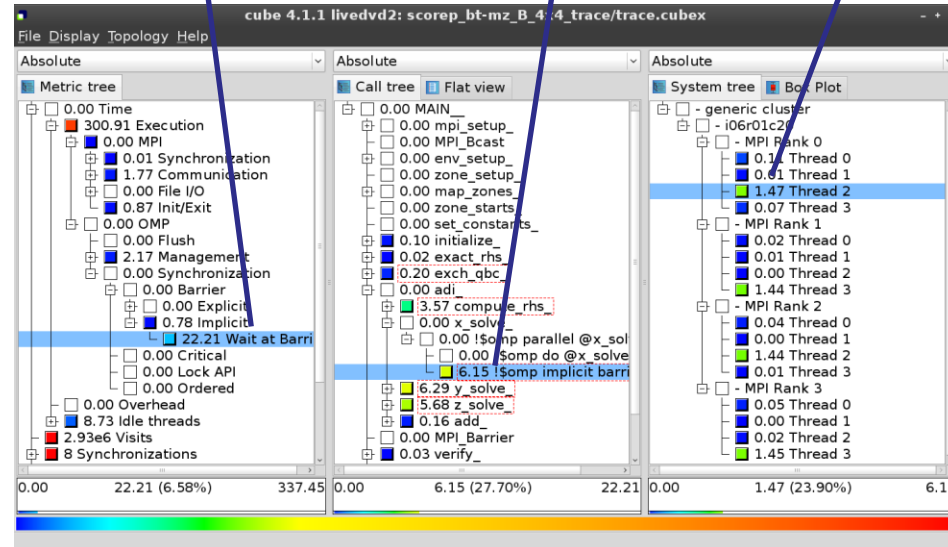 cube 4.1.1 livedvd2: scorep_bt-mz_B_4x4_trace/trace.cubex
File Display Topology Help
Absolute
Metric tree
0.00 Time
300.91 Execution
0.00 MPI
0.01 Synchronization
1.77 Communication
0.00 File I/O
0.87 Init/Exit
0.00 OMP
0.00 Flush
2.17 Management
0.00 Synchronization
0.00 Barrier
0.00 Explicit
0.78 Implicit
22.21 Wait at Barri
0.00 Critical
0.00 Lock API
0.00 Ordered
0.00 Overhead
8.73 Idle threads
2.93e6 Visits
8 Synchronizations
0.00 22.21 (6.58%) 337.45
Absolute
Call tree Flat view
0.00 MAIN__
0.00 mpi_setup_
0.00 MPI_Bcast
0.00 env_setup_
0.00 zone_setup_
0.00 map_zones_
0.00 zone_starts_
0.00 set_constants_
0.10 initialize_
0.02 exact_rhs_
0.20 exch_qbc_
0.00 adi_
3.57 compute_rhs_
0.00 x_solve_
0.00 !$omp parallel @x_sol
0.00 !$omp do @x_solve
6.15 !$omp implicit barri
6.29 y_solve_
5.68 z_solve_
0.16 add_
0.00 MPI_Barrier
0.03 verify_
0.00 6.15 (27.70%) 22.21
Absolute
System tree Box Plot
- generic cluster
- i06r01c20
- MPI Rank 0
0.11 Thread 0
0.01 Thread 1
1.47 Thread 2
0.07 Thread 3
- MPI Rank 1
0.02 Thread 0
0.01 Thread 1
0.00 Thread 2
1.44 Thread 3
- MPI Rank 2
0.04 Thread 0
0.00 Thread 1
1.44 Thread 2
0.01 Thread 3
- MPI Rank 3
0.05 Thread 0
0.00 Thread 1
0.02 Thread 2
1.45 Thread 3
0.00 1.47 (23.90%) 6.1